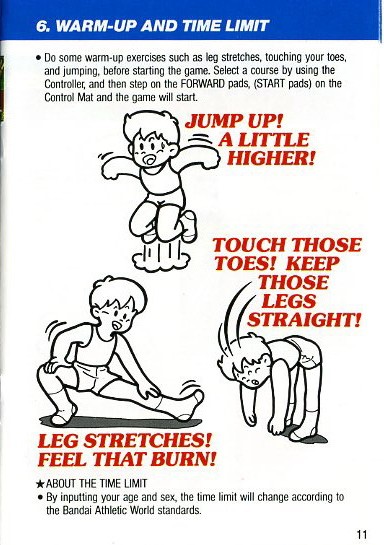 6. WARM-UP AND TIME LIMIT
• Do some warm-up exercises such as leg stretches, touching your toes,
and jumping, before starting the game. Select a course by using the
Controller, and then step on the FORWARD pads, (START pads) on the
Control Mat and the game will start.
JUMP UP!
A LITTLE
HIGHER!
TOUCH THOSE
TOES! KEEP
THOSE
LEGS
STRAIGHT!
LEG STRETCHES!
FEEL THAT BURN!
★ABOUT THE TIME LIMIT
• By inputting your age and sex, the time limit will change according to
the Bandai Athletic World standards.
11